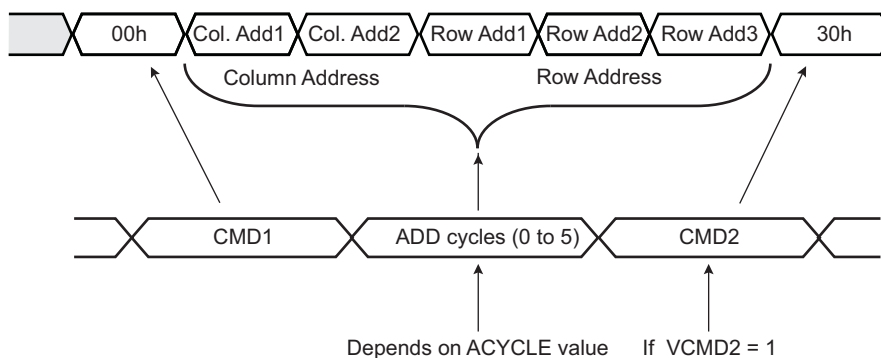 00h Col. Add1 Col. Add2 Row Add1 Row Add2 Row Add3 30h
Column Address Row Address
CMD1 ADD cycles (0 to 5) CMD2
Depends on ACYCLE value If VCMD2 = 1